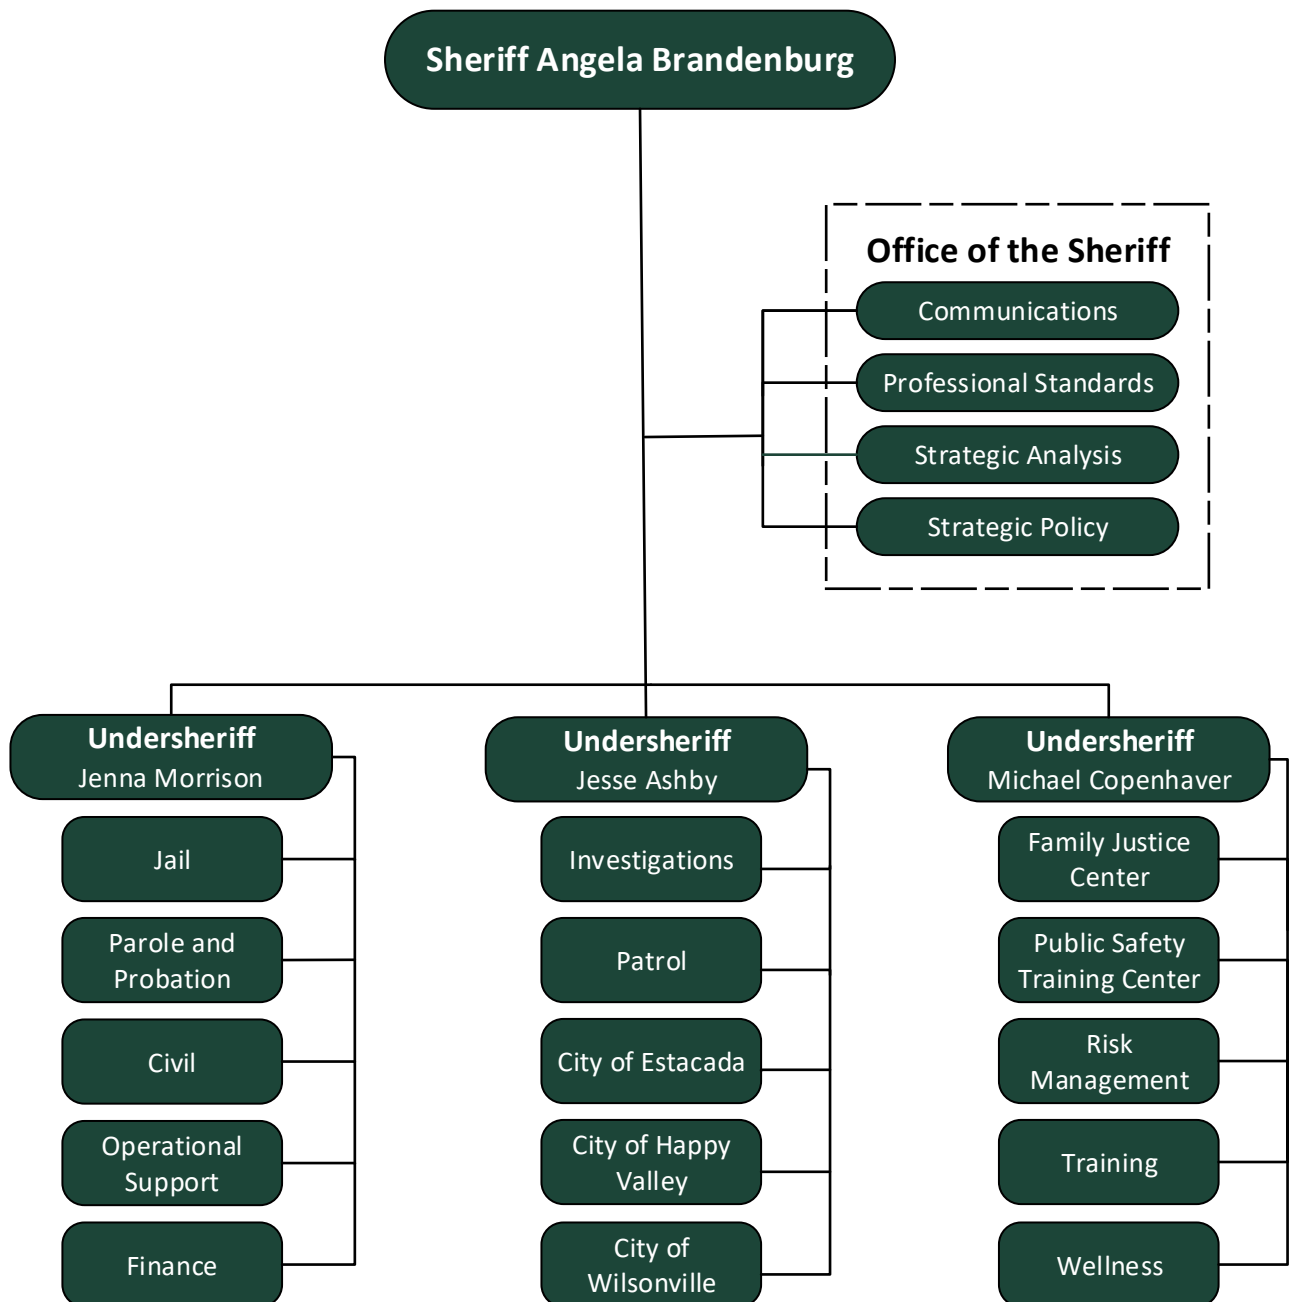 Sheriff Angela Brandenburg
Office of the Sheriff
Communications
Professional Standards
Strategic Analysis
Strategic Policy
Undersheriff
Jenna Morrison
Jail
Parole and
Probation
Civil
Operational
Support
Finance
Undersheriff
Jesse Ashby
Investigations
Patrol
City of Estacada
City of Happy
Valley
City of
Wilsonville
Undersheriff
Michael Copenhaver
Family Justice
Center
Public Safety
Training Center
Risk
Management
Training
Wellness